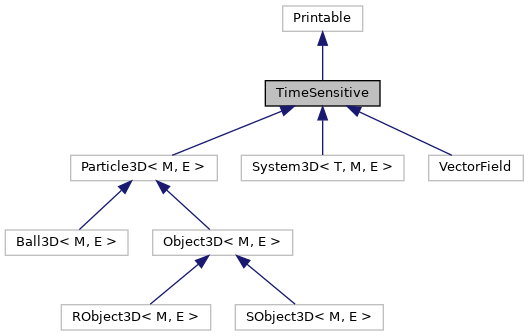 Printable
TimeSensitive
Particle3D< M, E >
System3D< T, M, E >
VectorField
Ball3D< M, E >
Object3D< M, E >
RObject3D< M, E >
SObject3D< M, E >